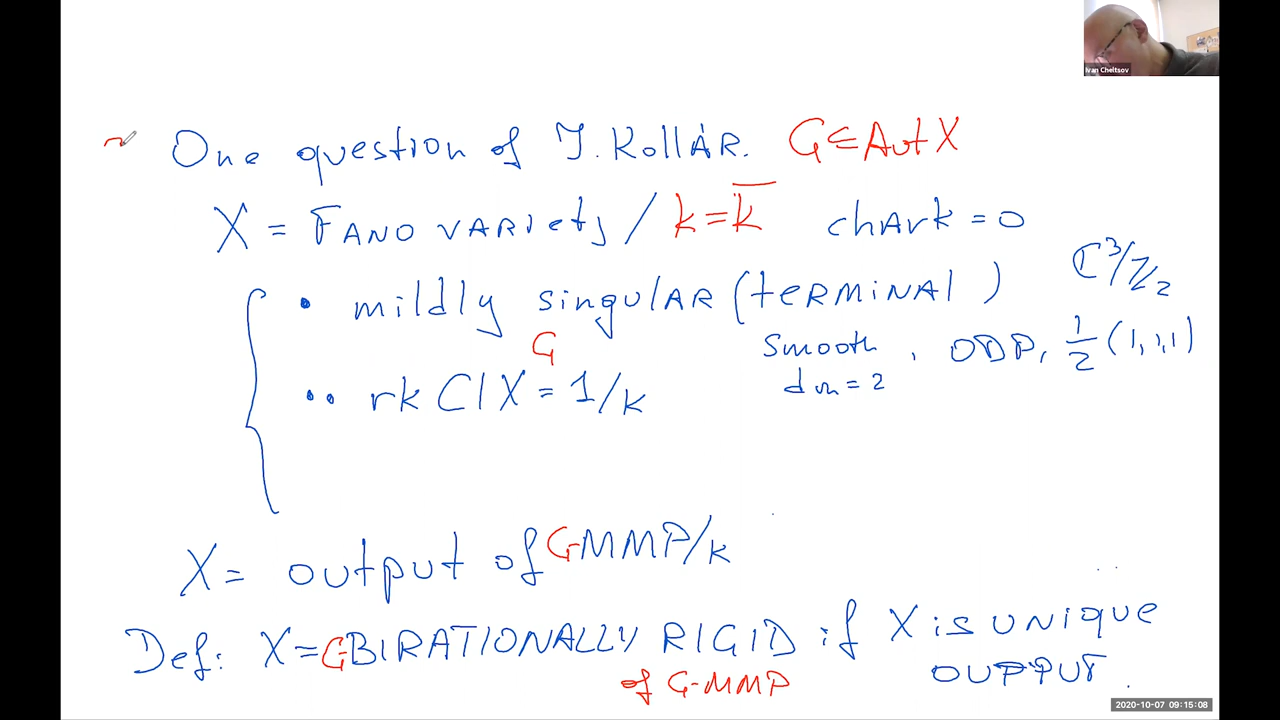 Ivan Cheltsov
~ One question of J. Kollár. G ∈ Aut X
X = Fano variety / k = k̅ char k = 0
• mildly singular (terminal) ℂ³/ℤ₂
smooth dim = 2, ODP, ½(1,1,1)
•• rk Cl X^G = 1/k
X = output of G MMP/k
Def: X = G BIRATIONALLY RIGID if X is UNIQUE
OUTPUT
of G-MMP
2020-10-07 09:15:08